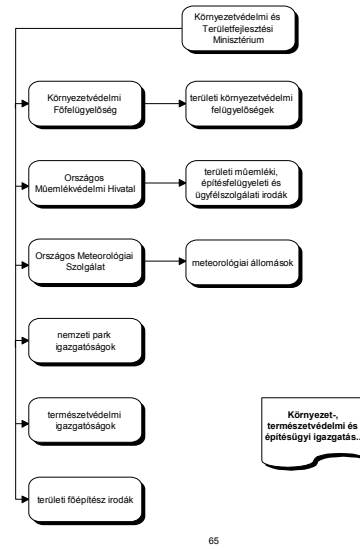 Környezetvédelmi és
Területfejlesztési
Minisztérium
Környezetvédelmi
Főfelügyelőség
területi környezetvédelmi
felügyelőségek
Országos
Műemlékvédelmi Hivatal
területi műemléki,
építésfelügyeleti és
ügyfélszolgálati irodák
Országos Meteorológiai
Szolgálat
meteorológiai állomások
nemzeti park
igazgatóságok
természetvédelmi
igazgatóságok
Környezet-,
természetvédelmi és
építésügyi igazgatás..
területi főépítész irodák
65